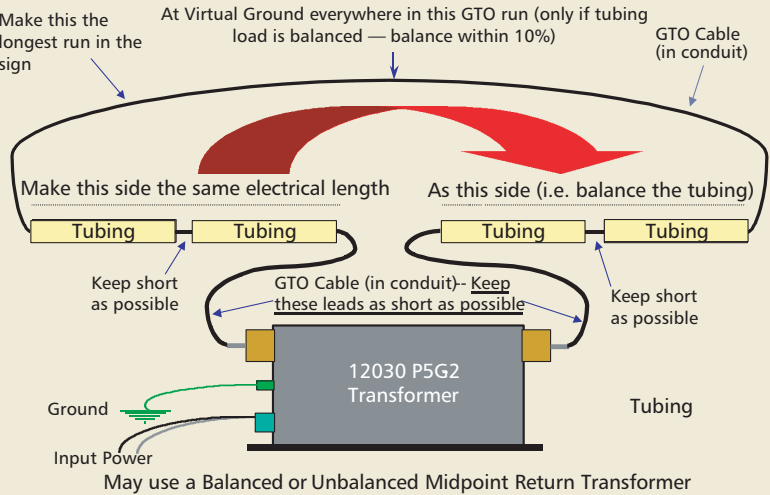 Make this the
longest run in the
sign
At Virtual Ground everywhere in this GTO run (only if tubing
load is balanced — balance within 10%)
GTO Cable
(in conduit)
Make this side the same electrical length
As this side (i.e. balance the tubing)
Tubing
Tubing
Tubing
Tubing
Keep short
as possible
GTO Cable (in conduit)-- Keep
these leads as short as possible
Keep short
as possible
12030 P5G2
Transformer
Ground
Tubing
Input Power
May use a Balanced or Unbalanced Midpoint Return Transformer